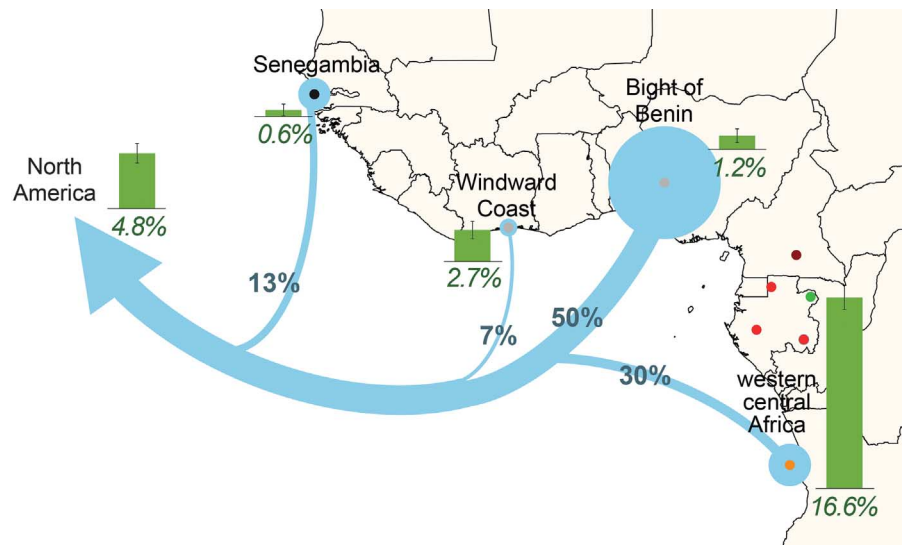 Senegambia
0.6%
Bight of
Benin
1.2%
North
America
4.8%
Windward
Coast
2.7%
13%
7%
50%
30%
western
central
Africa
16.6%